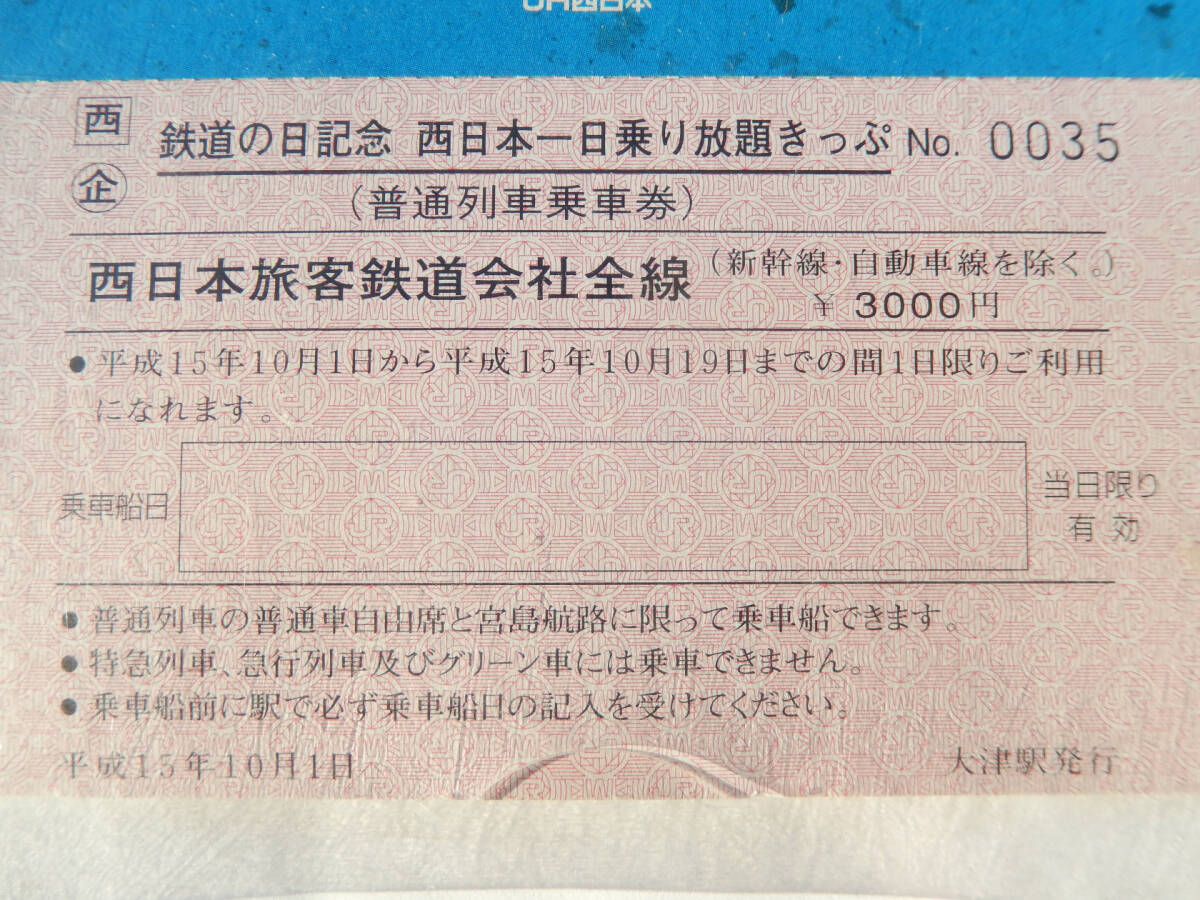 JR西日本
西 鉄道の日記念 西日本一日乗り放題きっぷ No. 0035
企 (普通列車乗車券)
西日本旅客鉄道会社全線 (新幹線・自動車線を除く。)
¥ 3000円
● 平成15年10月1日から平成15年10月19日までの間1日限りご利用
になれます。
乗車船日 当日限り
有効
● 普通列車の普通車自由席と宮島航路に限って乗車船できます。
● 特急列車、急行列車及びグリーン車には乗車できません。
● 乗車船前に駅で必ず乗車船日の記入を受けてください。
平成15年10月1日 大津駅発行